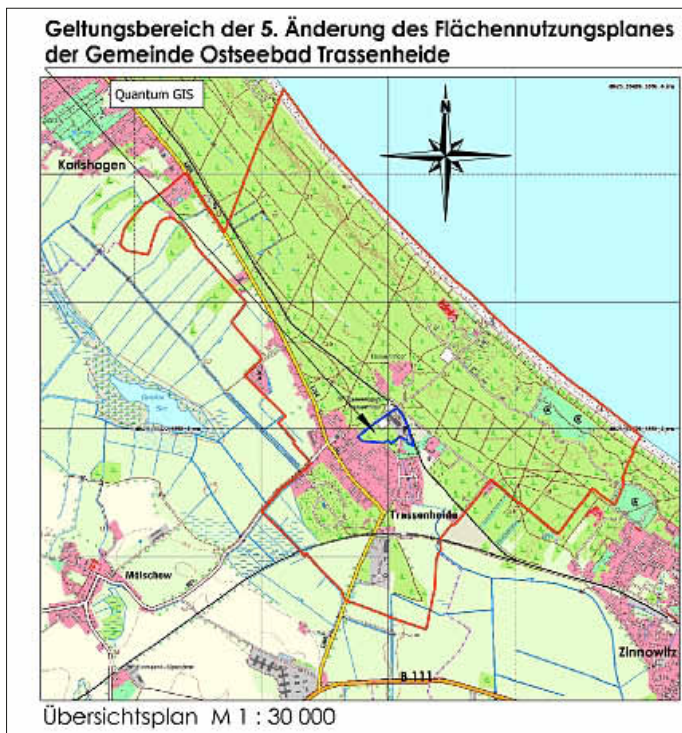 Geltungsbereich der 5. Änderung des Flächennutzungsplanes
der Gemeinde Ostseebad Trassenheide
Quantum GIS
N
Karlshagen
Trassenheide
Mölschow
Zinnowitz
B 111
Übersichtsplan M 1 : 30 000